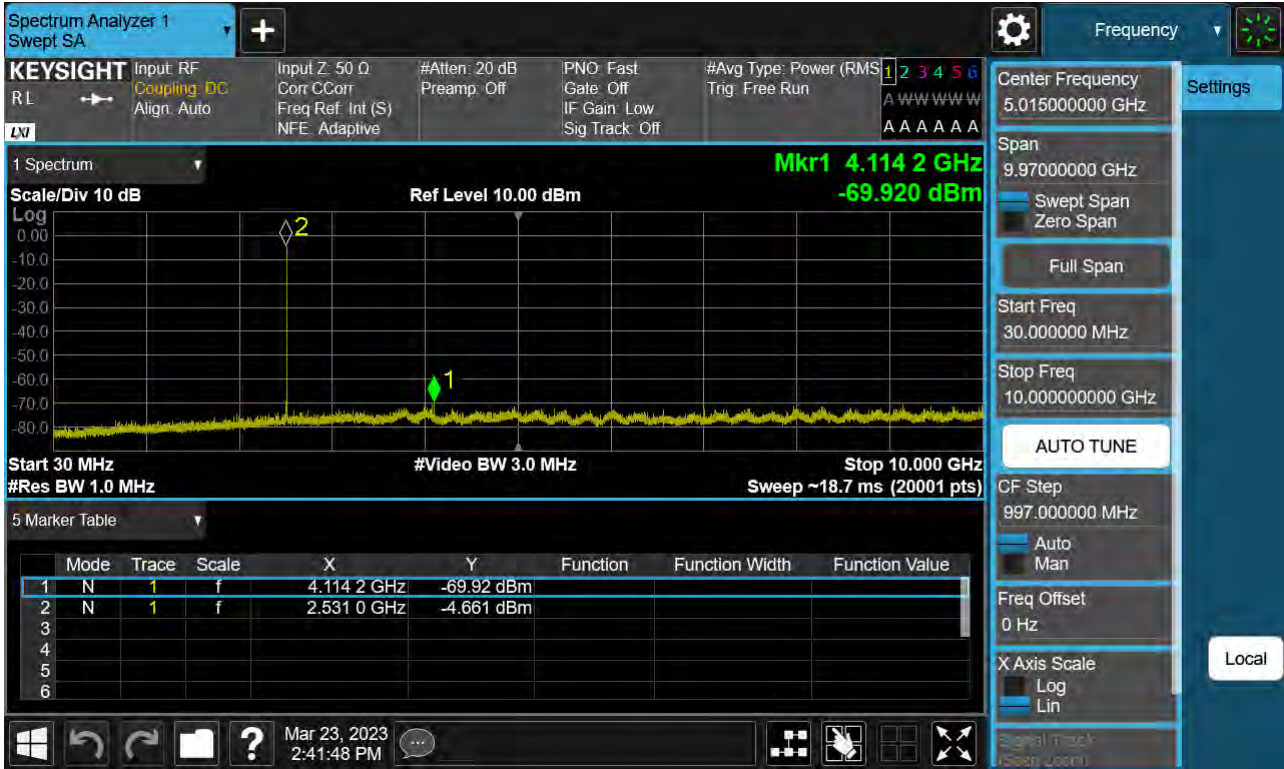 Spectrum Analyzer 1
Swept SA
+
Frequency
KEYSIGHT
RL
LXI
Input: RF
Coupling: DC
Align: Auto
Input Z: 50 Ω
Corr CCorr
Freq Ref: Int (S)
NFE: Adaptive
#Atten: 20 dB
Preamp: Off
PNO: Fast
Gate: Off
IF Gain: Low
Sig Track: Off
#Avg Type: Power (RMS
Trig: Free Run
1 2 3 4 5 6
A W W W W W
A A A A A A
Center Frequency
5.015000000 GHz
Settings
Span
9.97000000 GHz
Swept Span
Zero Span
Full Span
Start Freq
30.000000 MHz
Stop Freq
10.000000000 GHz
AUTO TUNE
CF Step
997.000000 MHz
Auto
Man
Freq Offset
0 Hz
X Axis Scale
Log
Lin
Signal Track
(Span Zoom)
Local
1 Spectrum
Mkr1 4.114 2 GHz
-69.920 dBm
Scale/Div 10 dB
Ref Level 10.00 dBm
Log
0.00
-10.0
-20.0
-30.0
-40.0
-50.0
-60.0
-70.0
-80.0
2
1
Start 30 MHz
#Video BW 3.0 MHz
Stop 10.000 GHz
#Res BW 1.0 MHz
Sweep ~18.7 ms (20001 pts)
5 Marker Table
Mode Trace Scale X Y Function Function Width Function Value
1 N 1 f 4.114 2 GHz -69.92 dBm
2 N 1 f 2.531 0 GHz -4.661 dBm
3
4
5
6
?
Mar 23, 2023
2:41:48 PM